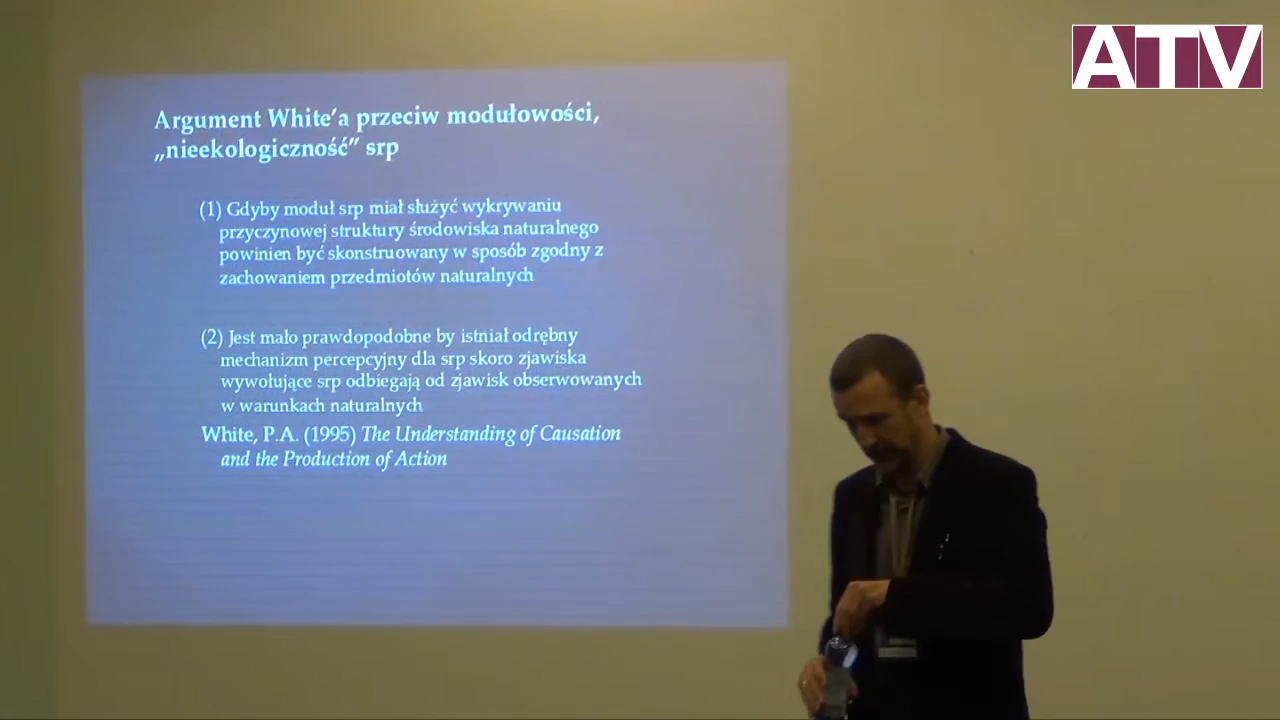 ATV
Argument White'a przeciw modułowości,
„nieekologiczność” srp
(1) Gdyby moduł srp miał służyć wykrywaniu
przyczynowej struktury środowiska naturalnego
powinien być skonstruowany w sposób zgodny z
zachowaniem przedmiotów naturalnych
(2) Jest mało prawdopodobne by istniał odrębny
mechanizm percepcyjny dla srp skoro zjawiska
wywołujące srp odbiegają od zjawisk obserwowanych
w warunkach naturalnych
White, P.A. (1995) The Understanding of Causation
and the Production of Action